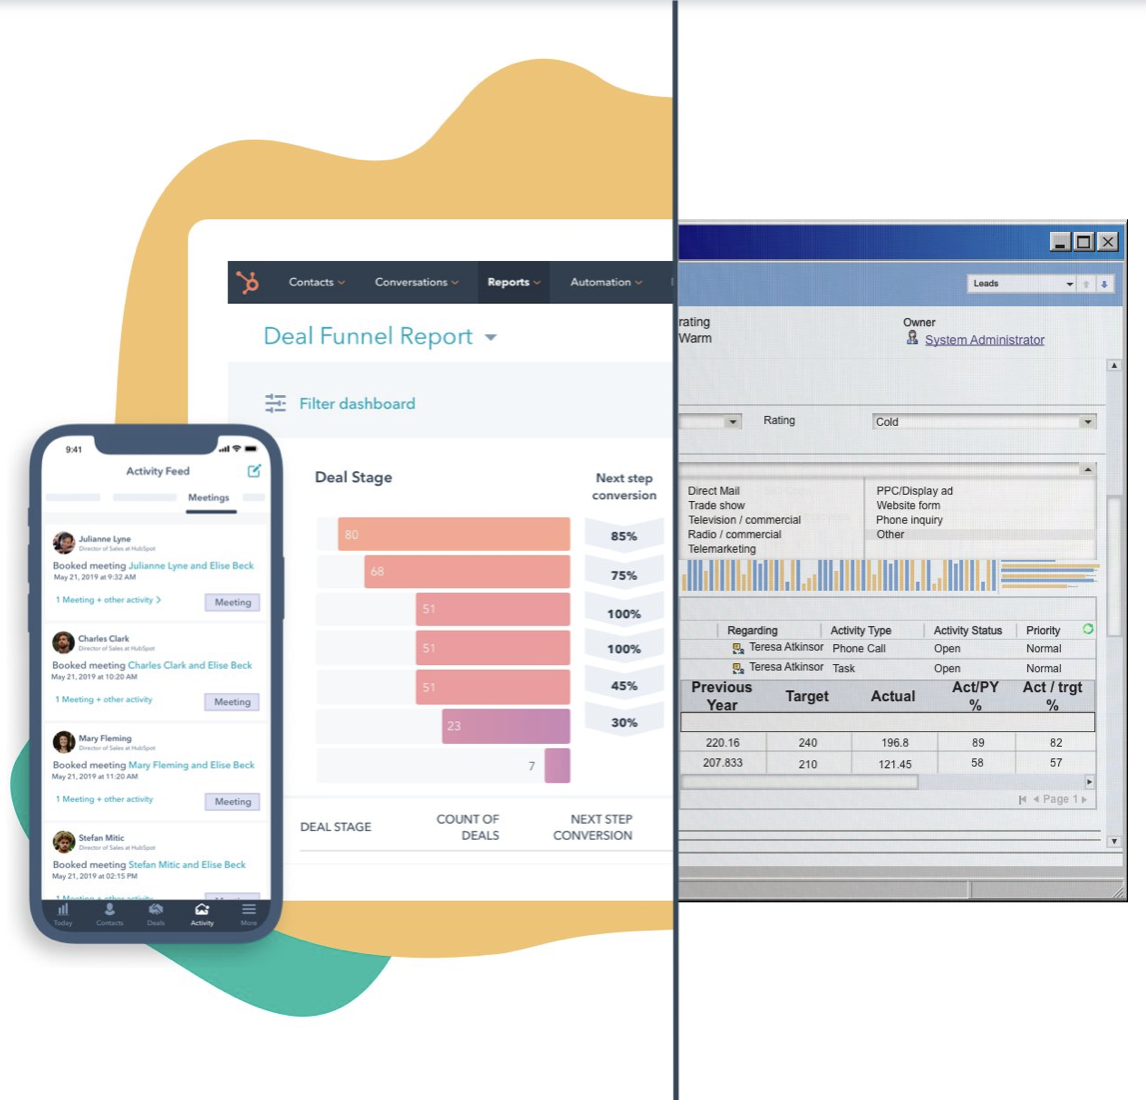 Contacts
Conversations
Reports
Automation
Deal Funnel Report
Filter dashboard
Deal Stage
Next step
conversion
80
85%
68
75%
51
100%
51
100%
51
45%
23
30%
7
DEAL STAGE
COUNT OF
DEALS
NEXT STEP
CONVERSION
9:41
Activity Feed
Meetings
Julianne Lyne
Director of Sales at HubSpot
Booked meeting Julianne Lyne and Elise Beck
May 21, 2019 at 9:32 AM
1 Meeting + other activity
Meeting
Charles Clark
Director of Sales at HubSpot
Booked meeting Charles Clark and Elise Beck
May 21, 2019 at 10:20 AM
1 Meeting + other activity
Meeting
Mary Fleming
Director of Sales at HubSpot
Booked meeting Mary Fleming and Elise Beck
May 21, 2019 at 11:20 AM
1 Meeting + other activity
Meeting
Stefan Mitic
Director of Sales at HubSpot
Booked meeting Stefan Mitic and Elise Beck
May 21, 2019 at 02:15 PM
1 Meeting + other activity
Today Contacts Deals Activity More
Leads
rating
Warm
Owner
System Administrator
Rating
Cold
Direct Mail
Trade show
Television / commercial
Radio / commercial
Telemarketing
PPC/Display ad
Website form
Phone inquiry
Other
Regarding Activity Type Activity Status Priority
Teresa Atkinsor Phone Call Open Normal
Teresa Atkinsor Task Open Normal
Previous
Year
Target
Actual
Act/PY
%
Act / trgt
%
220.16 240 196.8 89 82
207.833 210 121.45 58 57
Page 1